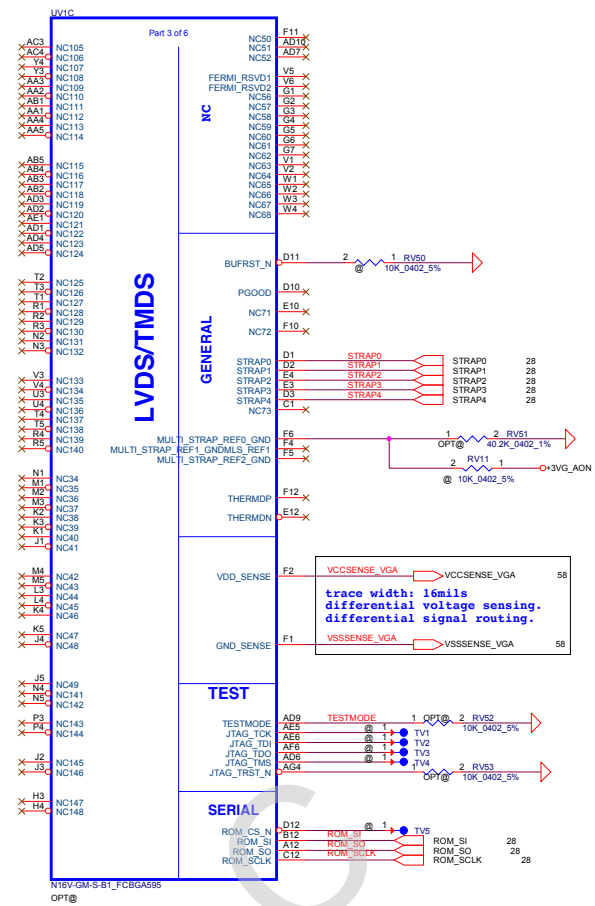 UV1C
Part 3 of 6
AC3 NC105 NC50 F11
AC4 NC106 NC51 AD10
Y4 NC107 NC52 AD7
Y3 NC108 FERMI_RSVD1 V5
AA3 NC109 FERMI_RSVD2 V6
AA2 NC110 NC56 G1
AB1 NC111 NC57 G2
AA1 NC112 NC58 G3
AA4 NC113 NC59 G4
AA5 NC114 NC60 G5
NC61 G6
NC62 G7
AB5 NC115 NC63 V1
AB4 NC116 NC64 V2
AB3 NC117 NC65 W1
AB2 NC118 NC66 W2
AD3 NC119 NC67 W3
AD2 NC120 NC68 W4
AE1 NC121
AD1 NC122
AD4 NC123
AD5 NC124
NC
BUFRST_N D11 2 1 RV50
@ 10K_0402_5%
T2 NC125 PGOOD D10
T3 NC126
T1 NC127 NC71 E10
R1 NC128
R2 NC129 NC72 F10
R3 NC130
N2 NC131
N3 NC132
LVDS/TMDS
GENERAL
STRAP0 D1 STRAP0 STRAP0 28
STRAP1 D2 STRAP1 STRAP1 28
STRAP2 E4 STRAP2 STRAP2 28
STRAP3 E3 STRAP3 STRAP3 28
STRAP4 D3 STRAP4 STRAP4 28
NC73 C1
V3 NC133
V4 NC134
U3 NC135
U4 NC136
T4 NC137
T5 NC138
R4 NC139
R5 NC140
MULTI_STRAP_REF0_GND F6 1 2 RV51
OPT@ 40.2K_0402_1%
MULTI_STRAP_REF1_GNDMLS_REF1 F4
MULTI_STRAP_REF2_GND F5
2 1 RV11
@ 10K_0402_5% +3VG_AON
N1 NC34
M1 NC35
M2 NC36 THERMDP F12
M3 NC37
K2 NC38 THERMDN E12
K3 NC39
K1 NC40
J1 NC41
M4 NC42 VDD_SENSE F2 VCCSENSE_VGA VCCSENSE_VGA 58
M5 NC43
L3 NC44
L4 NC45
K4 NC46
trace width: 16mils
differential voltage sensing.
differential signal routing.
K5 NC47
J4 NC48 GND_SENSE F1 VSSSENSE_VGA VSSSENSE_VGA 58
J5 NC49
N4 NC141
N5 NC142
TEST
P3 NC143 TESTMODE AD9 TESTMODE 1 OPT@ 2 RV52
P4 NC144 10K_0402_5%
JTAG_TCK AE5 @ 1 TV1
JTAG_TDI AE6 @ 1 TV2
JTAG_TDO AF6 @ 1 TV3
JTAG_TMS AD6 @ 1 TV4
J2 NC145 JTAG_TRST_N AG4 1 2 RV53
J3 NC146 OPT@ 10K_0402_5%
H3 NC147
H4 NC148
SERIAL
ROM_CS_N D12 @ 1 TV5
ROM_SI B12 ROM_SI ROM_SI 28
ROM_SO A12 ROM_SO ROM_SO 28
ROM_SCLK C12 ROM_SCLK ROM_SCLK 28
N16V-GM-S-B1_FCBGA595
OPT@